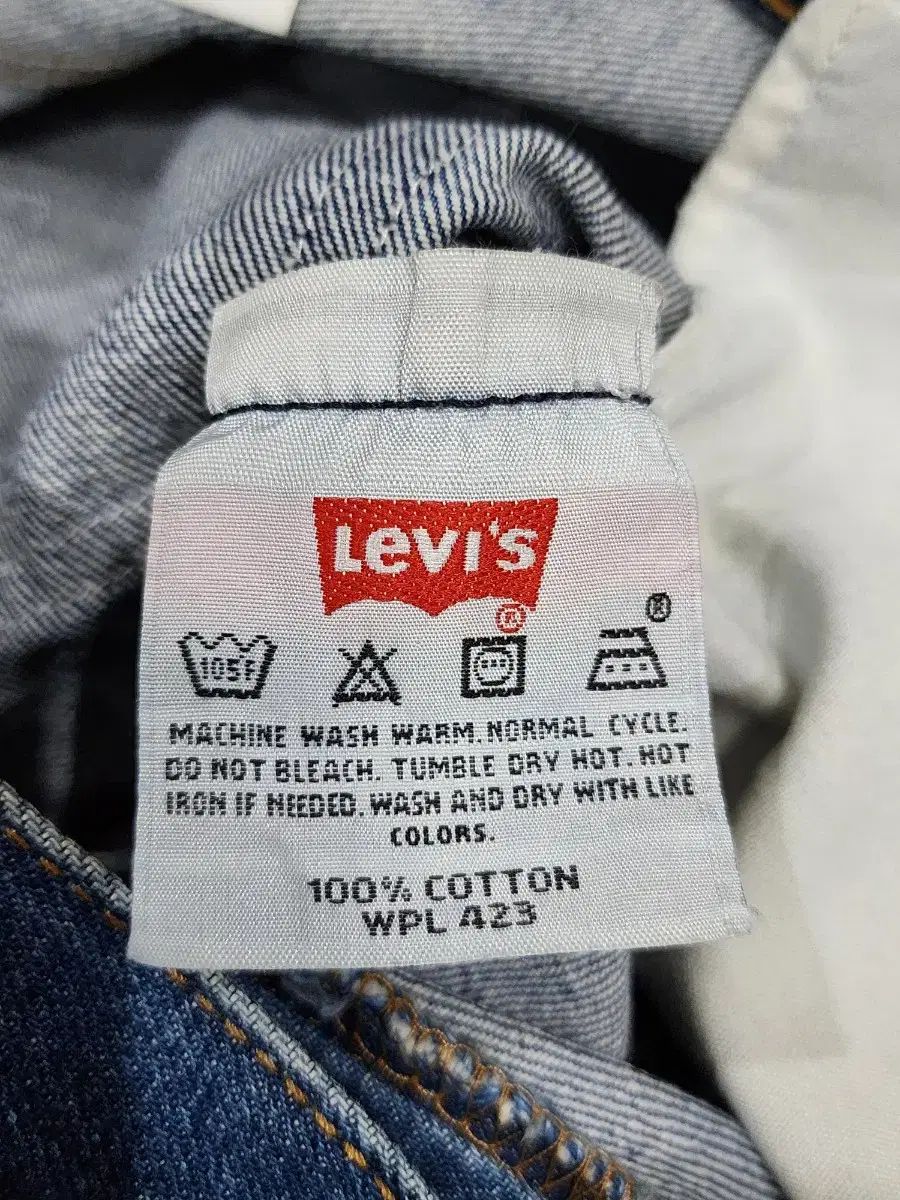 Levi's
®
®
105F
MACHINE WASH WARM. NORMAL CYCLE.
DO NOT BLEACH. TUMBLE DRY HOT. HOT
IRON IF NEEDED. WASH AND DRY WITH LIKE
COLORS.
100% COTTON
WPL 423